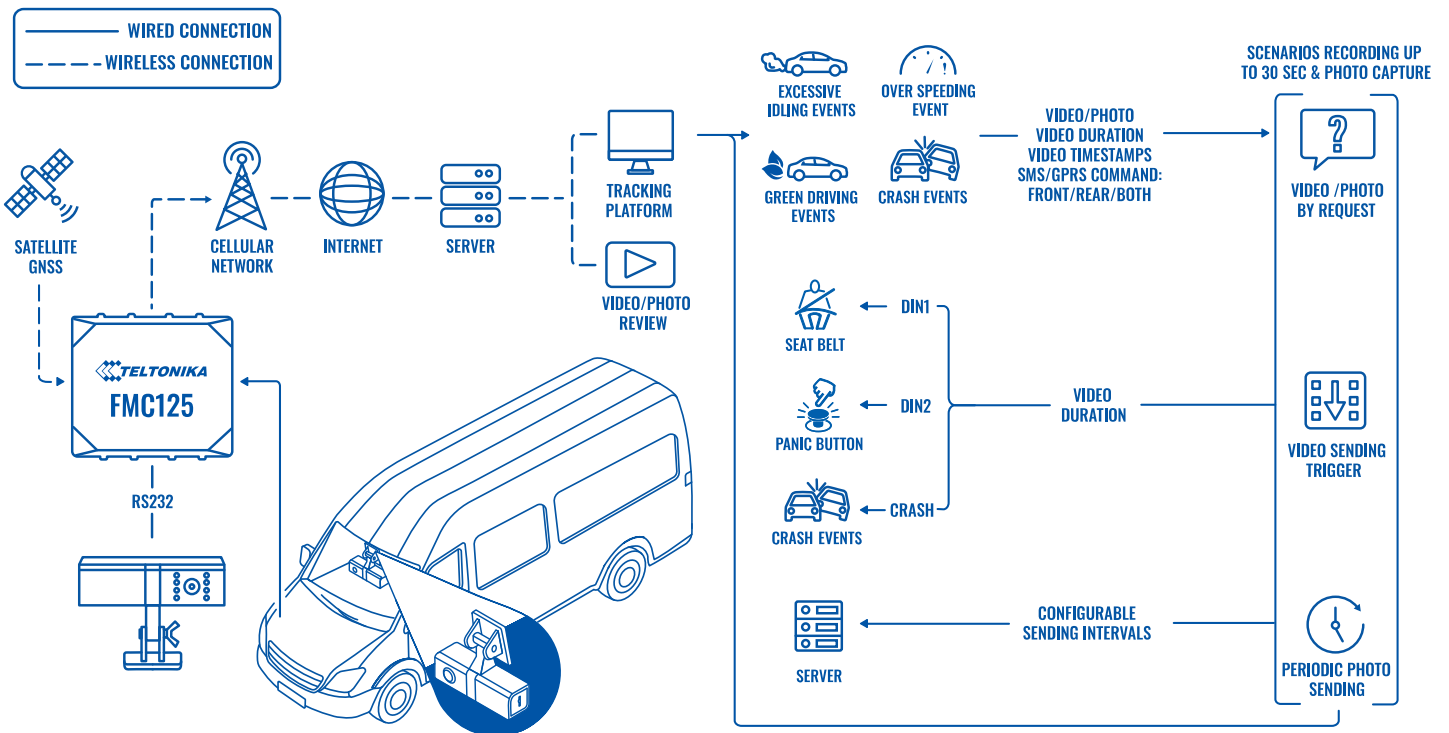 WIRED CONNECTION
WIRELESS CONNECTION
SATELLITE
GNSS
CELLULAR
NETWORK
INTERNET
SERVER
TRACKING
PLATFORM
VIDEO/PHOTO
REVIEW
TELTONIKA
FMC125
RS232
EXCESSIVE
IDLING EVENTS
OVER SPEEDING
EVENT
GREEN DRIVING
EVENTS
CRASH EVENTS
VIDEO/PHOTO
VIDEO DURATION
VIDEO TIMESTAMPS
SMS/GPRS COMMAND:
FRONT/REAR/BOTH
SCENARIOS RECORDING UP
TO 30 SEC & PHOTO CAPTURE
?
VIDEO /PHOTO
BY REQUEST
SEAT BELT
DIN1
PANIC BUTTON
DIN2
CRASH EVENTS
CRASH
VIDEO
DURATION
VIDEO SENDING
TRIGGER
SERVER
CONFIGURABLE
SENDING INTERVALS
PERIODIC PHOTO
SENDING